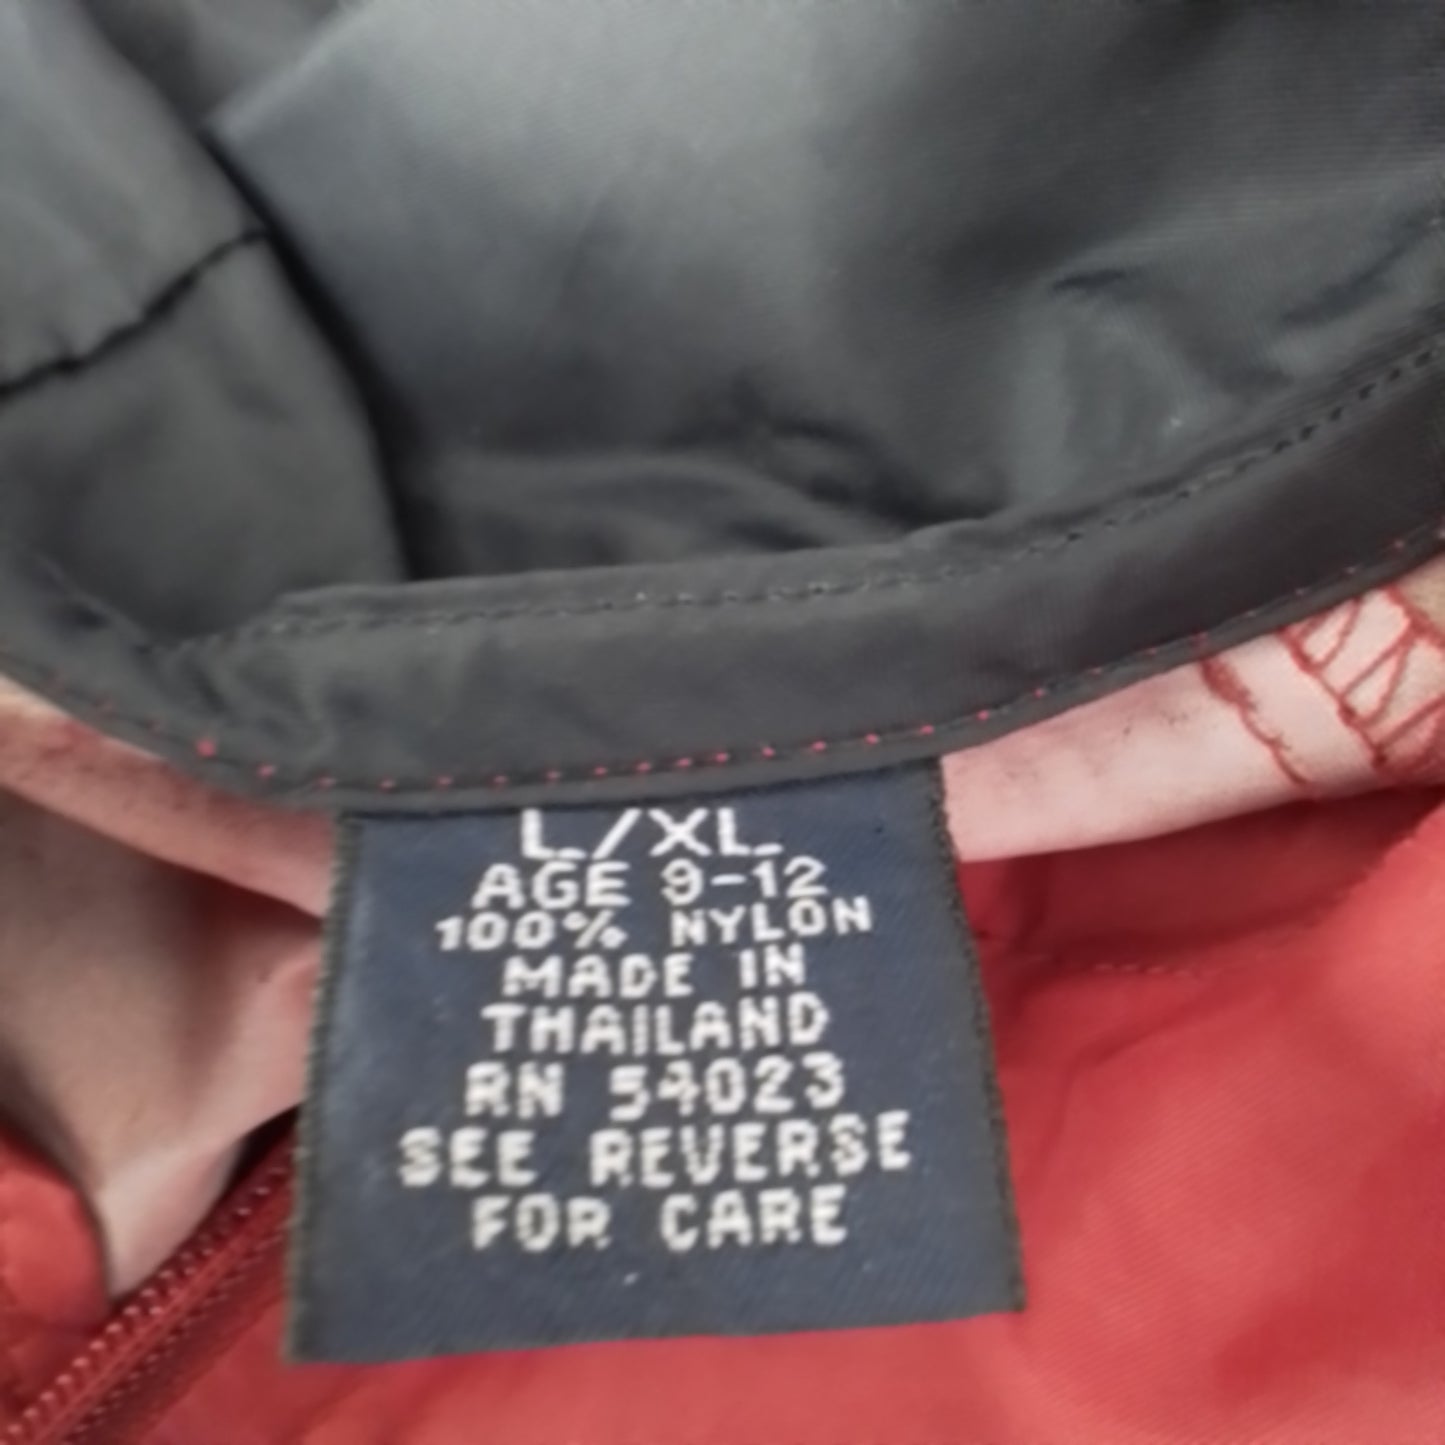 L/XL
AGE 9-12
100% NYLON
MADE IN
THAILAND
RN 54023
SEE REVERSE
FOR CARE